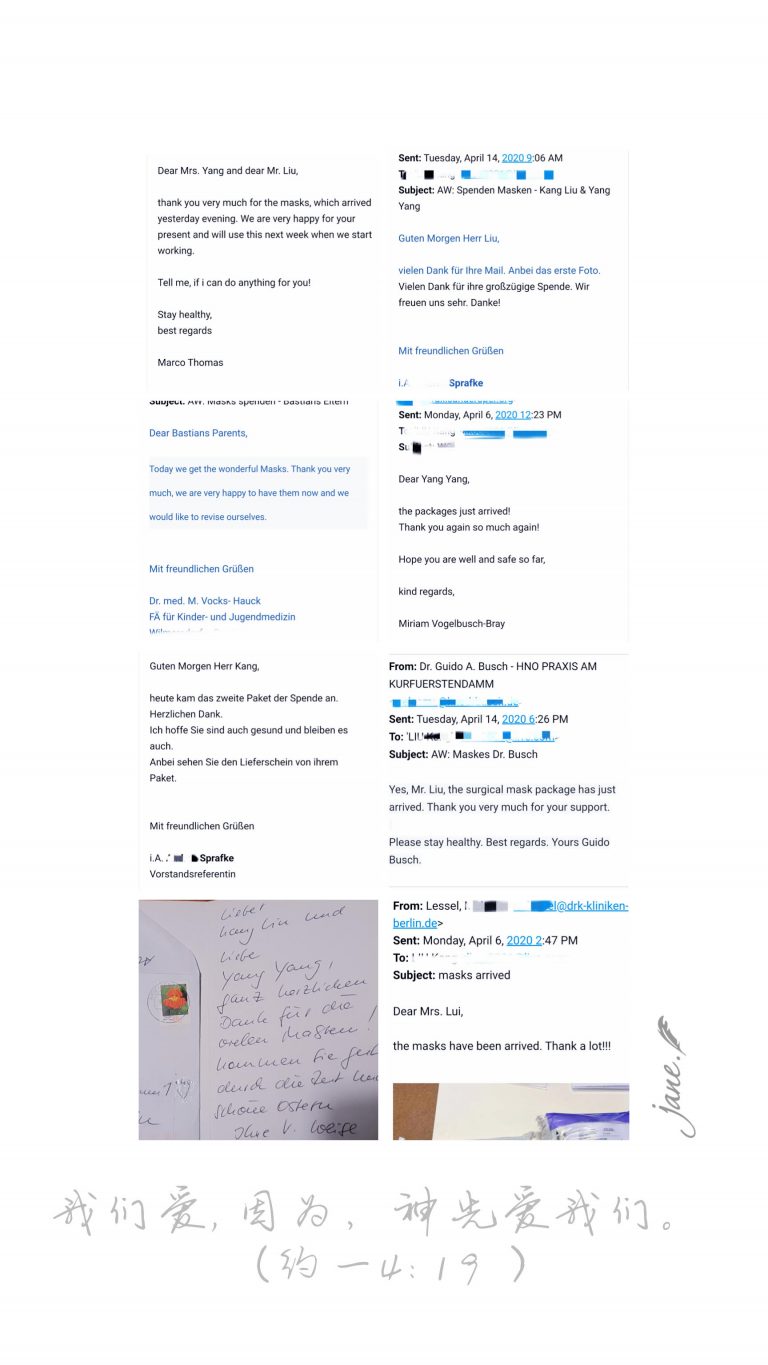 Dear Mrs. Yang and dear Mr. Liu,
thank you very much for the masks, which arrived
yesterday evening. We are very happy for your
present and will use this next week when we start
working.
Tell me, if i can do anything for you!
Stay healthy,
best regards
Marco Thomas
Sent: Tuesday, April 14, 2020 9:06 AM
Subject: AW: Spenden Masken - Kang Liu & Yang
Yang
Guten Morgen Herr Liu,
vielen Dank für Ihre Mail. Anbei das erste Foto.
Vielen Dank für ihre großzügige Spende. Wir
freuen uns sehr. Danke!
Mit freundlichen Grüßen
i.A. Sprafke
Subject: AW: Masks spenden - Bastians Eltern
Dear Bastians Parents,
Today we get the wonderful Masks. Thank you very
much, we are very happy to have them now and we
would like to revise ourselves.
Mit freundlichen Grüßen
Dr. med. M. Vocks- Hauck
FÄ für Kinder- und Jugendmedizin
Sent: Monday, April 6, 2020 12:23 PM
Dear Yang Yang,
the packages just arrived!
Thank you again so much again!
Hope you are well and safe so far,
kind regards,
Miriam Vogelbusch-Bray
Guten Morgen Herr Kang,
heute kam das zweite Paket der Spende an.
Herzlichen Dank.
Ich hoffe Sie sind auch gesund und bleiben es
auch.
Anbei sehen Sie den Lieferschein von ihrem
Paket.
Mit freundlichen Grüßen
i.A. Sprafke
Vorstandsreferentin
From: Dr. Guido A. Busch - HNO PRAXIS AM
KURFUERSTENDAMM
Sent: Tuesday, April 14, 2020 6:26 PM
To: 'LIU
Subject: AW: Maskes Dr. Busch
Yes, Mr. Liu, the surgical mask package has just
arrived. Thank you very much for your support.
Please stay healthy. Best regards. Yours Guido
Busch.
Lieber
Kang Liu und
Liebe
Yang Yang,
ganz herzlichen
Dank für die
vielen Masken!
kommen Sie gut
durch die Zeit
schöne Ostern
Ihre V. Weise
From: Lessel, el@drk-kliniken-
berlin.de>
Sent: Monday, April 6, 2020 2:47 PM
To:
Subject: masks arrived
Dear Mrs. Lui,
the masks have been arrived. Thank a lot!!!
jane.
我们爱,因为,神先爱我们。
(约一4:19)